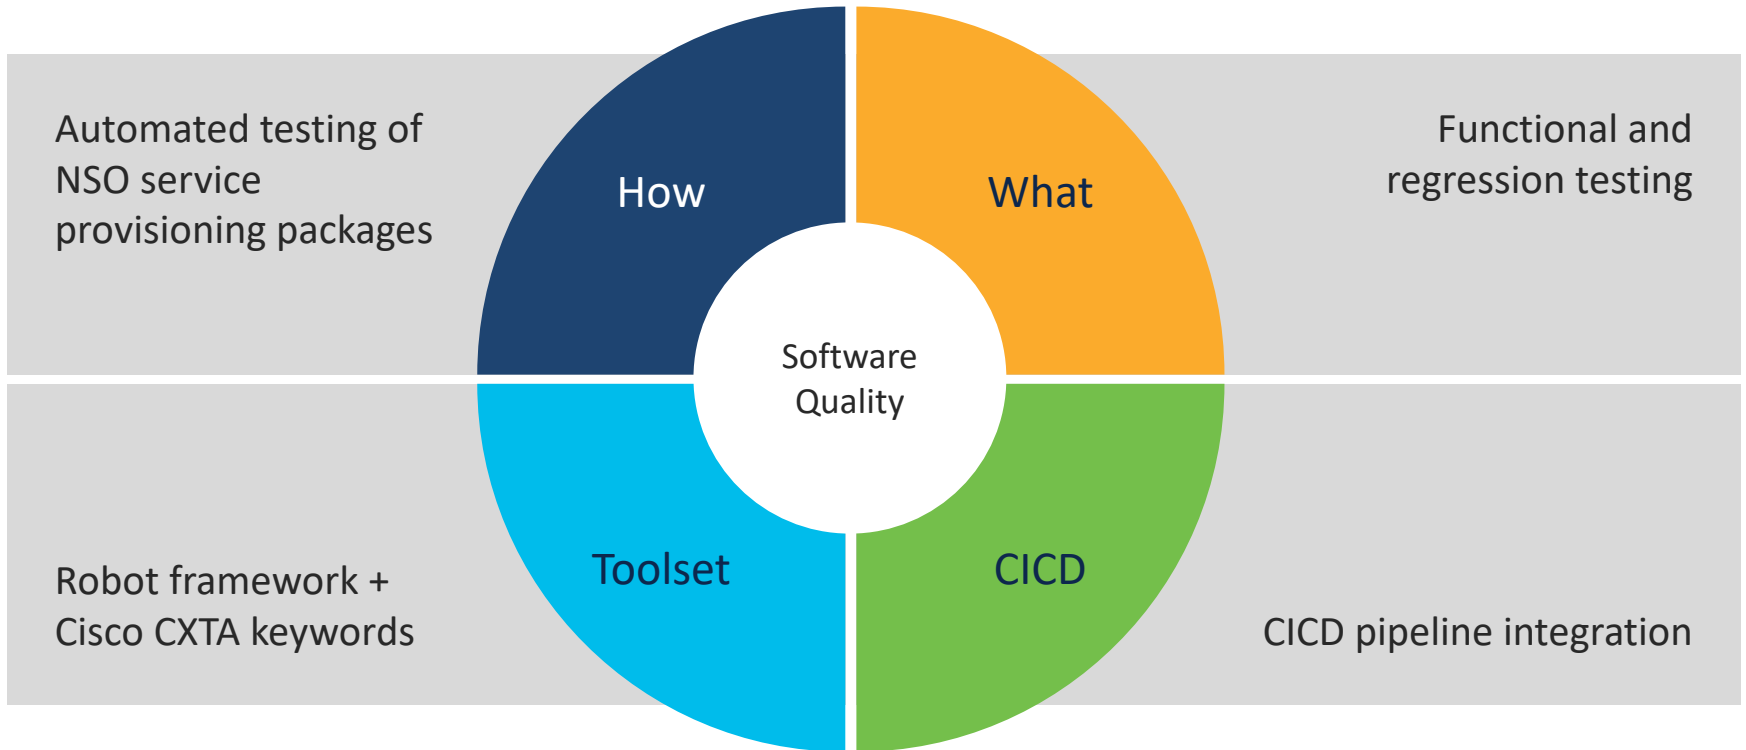 Automated testing of
NSO service
provisioning packages
How
What
Functional and
regression testing
Software
Quality
Robot framework +
Cisco CXTA keywords
Toolset
CICD
CICD pipeline integration